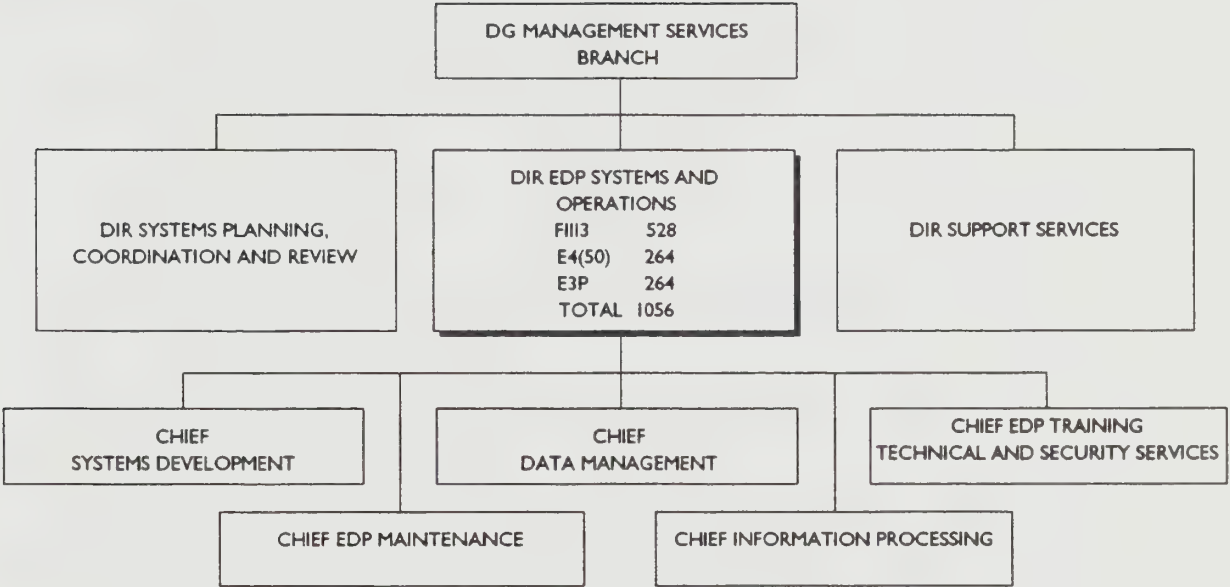 DG MANAGEMENT SERVICES
BRANCH
DIR SYSTEMS PLANNING,
COORDINATION AND REVIEW
DIR EDP SYSTEMS AND
OPERATIONS
FIII3 528
E4(50) 264
E3P 264
TOTAL 1056
DIR SUPPORT SERVICES
CHIEF
SYSTEMS DEVELOPMENT
CHIEF
DATA MANAGEMENT
CHIEF EDP TRAINING
TECHNICAL AND SECURITY SERVICES
CHIEF EDP MAINTENANCE
CHIEF INFORMATION PROCESSING